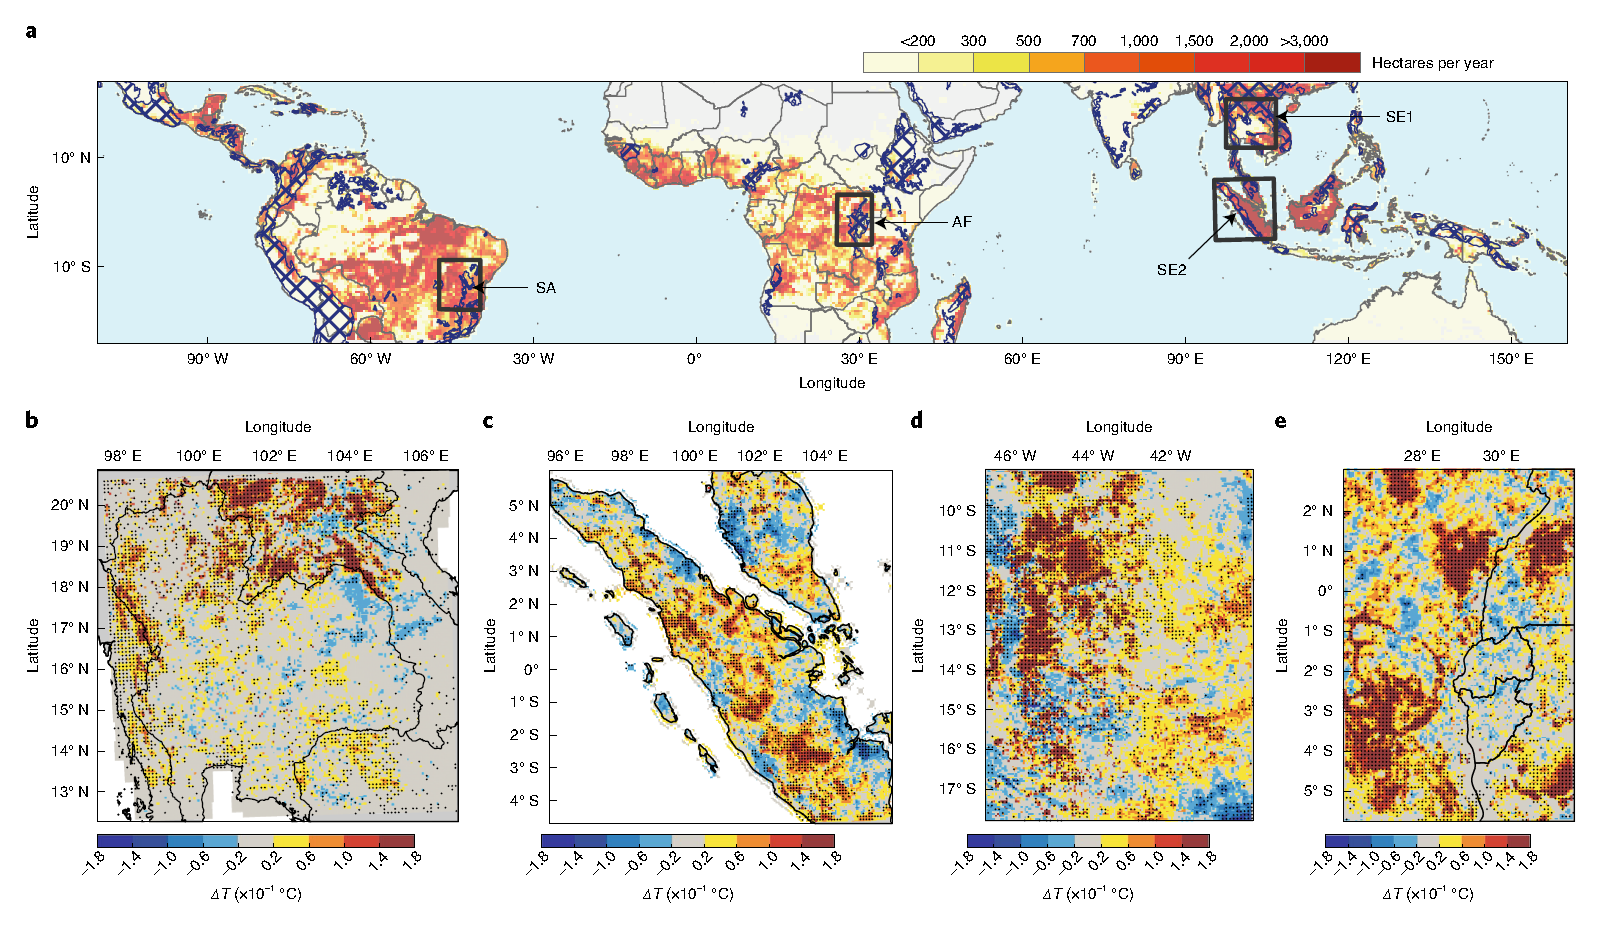 a
<200 300 500 700 1,000 1,500 2,000 >3,000
Hectares per year
SE1
10° N
Latitude
AF
10° S
SE2
SA
90° W 60° W 30° W 0° 30° E 60° E 90° E 120° E 150° E
Longitude
b
Longitude
98° E 100° E 102° E 104° E 106° E
20° N
19° N
18° N
17° N
16° N
15° N
14° N
13° N
Latitude
–1.8 –1.4 –1.0 –0.6 –0.2 0.2 0.6 1.0 1.4 1.8
ΔT (×10⁻¹ °C)
c
Longitude
96° E 98° E 100° E 102° E 104° E
5° N
4° N
3° N
2° N
1° N
0°
1° S
2° S
3° S
4° S
Latitude
–1.8 –1.4 –1.0 –0.6 –0.2 0.2 0.6 1.0 1.4 1.8
ΔT (×10⁻¹ °C)
d
Longitude
46° W 44° W 42° W
10° S
11° S
12° S
13° S
14° S
15° S
16° S
17° S
Latitude
–1.8 –1.4 –1.0 –0.6 –0.2 0.2 0.6 1.0 1.4 1.8
ΔT (×10⁻¹ °C)
e
Longitude
28° E 30° E
2° N
1° N
0°
1° S
2° S
3° S
4° S
5° S
Latitude
–1.8 –1.4 –1.0 –0.6 –0.2 0.2 0.6 1.0 1.4 1.8
ΔT (×10⁻¹ °C)